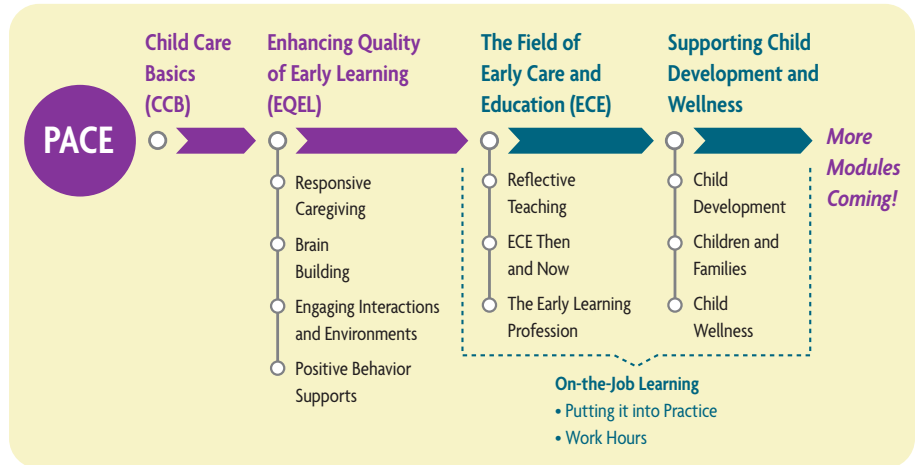 PACE
Child Care
Basics
(CCB)
Enhancing Quality
of Early Learning
(EQEL)
Responsive
Caregiving
Brain
Building
Engaging Interactions
and Environments
Positive Behavior
Supports
The Field of
Early Care and
Education (ECE)
Reflective
Teaching
ECE Then
and Now
The Early Learning
Profession
Supporting Child
Development and
Wellness
Child
Development
Children and
Families
Child
Wellness
More
Modules
Coming!
On-the-Job Learning
• Putting it into Practice
• Work Hours